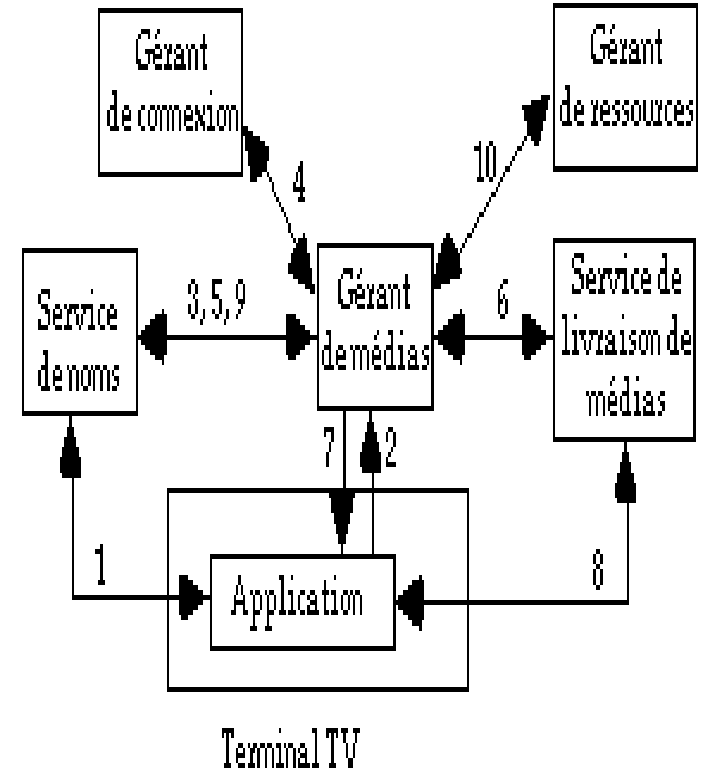 Gérant
de connexion
Gérant
de ressources
4
10
Service
de noms
3, 5, 9
Gérant
de médias
6
Service de
livraison de
médias
7
2
1
Application
8
Terminal TV